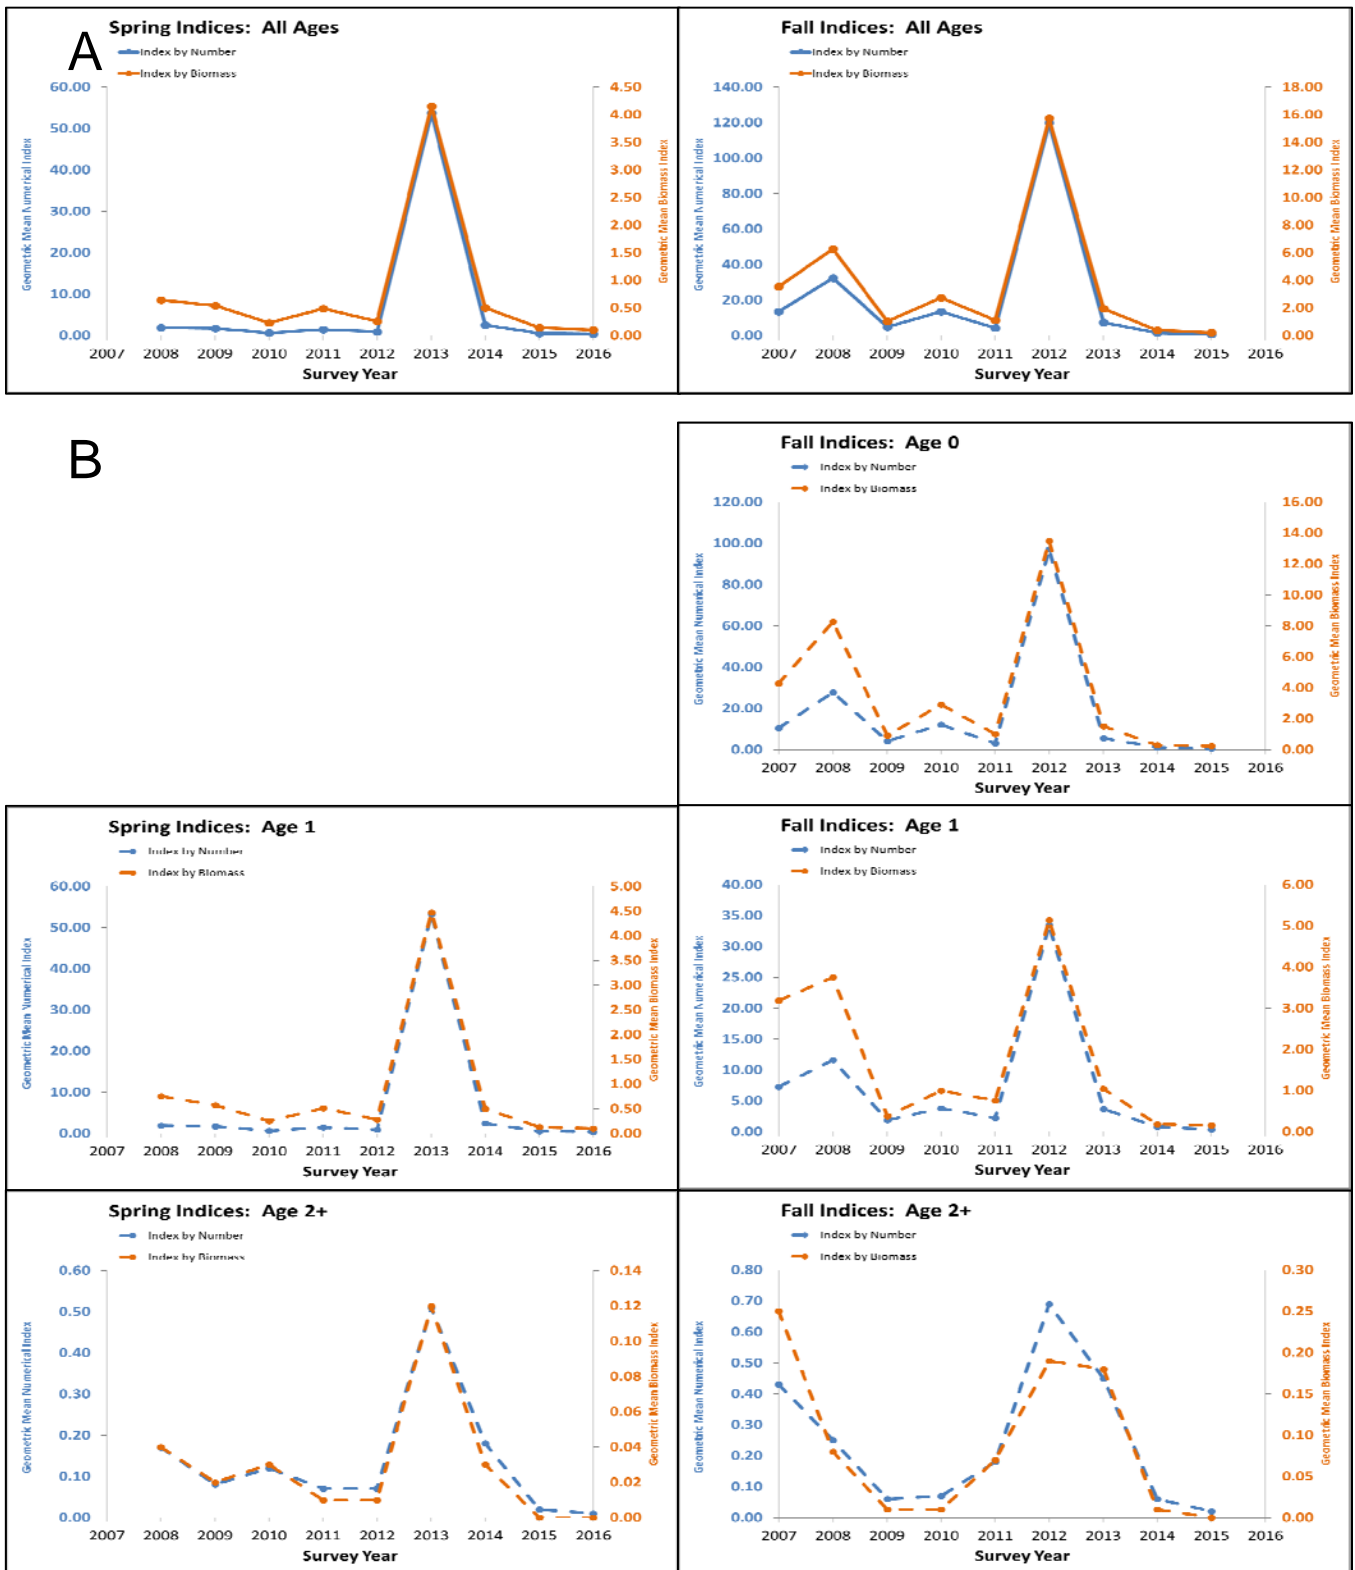 A
Spring Indices: All Ages
Index by Number
Index by Biomass
60.00
50.00
40.00
30.00
20.00
10.00
0.00
Geometric Mean Numerical Index
4.50
4.00
3.50
3.00
2.50
2.00
1.50
1.00
0.50
0.00
Geometric Mean Biomass Index
2007 2008 2009 2010 2011 2012 2013 2014 2015 2016
Survey Year
Fall Indices: All Ages
Index by Number
Index by Biomass
140.00
120.00
100.00
80.00
60.00
40.00
20.00
0.00
Geometric Mean Numerical Index
18.00
16.00
14.00
12.00
10.00
8.00
6.00
4.00
2.00
0.00
Geometric Mean Biomass Index
2007 2008 2009 2010 2011 2012 2013 2014 2015 2016
Survey Year
B
Fall Indices: Age 0
Index by Number
Index by Biomass
120.00
100.00
80.00
60.00
40.00
20.00
0.00
Geometric Mean Numerical Index
16.00
14.00
12.00
10.00
8.00
6.00
4.00
2.00
0.00
Geometric Mean Biomass Index
2007 2008 2009 2010 2011 2012 2013 2014 2015 2016
Survey Year
Spring Indices: Age 1
Index by Number
Index by Biomass
60.00
50.00
40.00
30.00
20.00
10.00
0.00
Geometric Mean Numerical Index
5.00
4.50
4.00
3.50
3.00
2.50
2.00
1.50
1.00
0.50
0.00
Geometric Mean Biomass Index
2007 2008 2009 2010 2011 2012 2013 2014 2015 2016
Survey Year
Fall Indices: Age 1
Index by Number
Index by Biomass
40.00
35.00
30.00
25.00
20.00
15.00
10.00
5.00
0.00
Geometric Mean Numerical Index
6.00
5.00
4.00
3.00
2.00
1.00
0.00
Geometric Mean Biomass Index
2007 2008 2009 2010 2011 2012 2013 2014 2015 2016
Survey Year
Spring Indices: Age 2+
Index by Number
Index by Biomass
0.60
0.50
0.40
0.30
0.20
0.10
0.00
Geometric Mean Numerical Index
0.14
0.12
0.10
0.08
0.06
0.04
0.02
0.00
Geometric Mean Biomass Index
2007 2008 2009 2010 2011 2012 2013 2014 2015 2016
Survey Year
Fall Indices: Age 2+
Index by Number
Index by Biomass
0.80
0.70
0.60
0.50
0.40
0.30
0.20
0.10
0.00
Geometric Mean Numerical Index
0.30
0.25
0.20
0.15
0.10
0.05
0.00
Geometric Mean Biomass Index
2007 2008 2009 2010 2011 2012 2013 2014 2015 2016
Survey Year